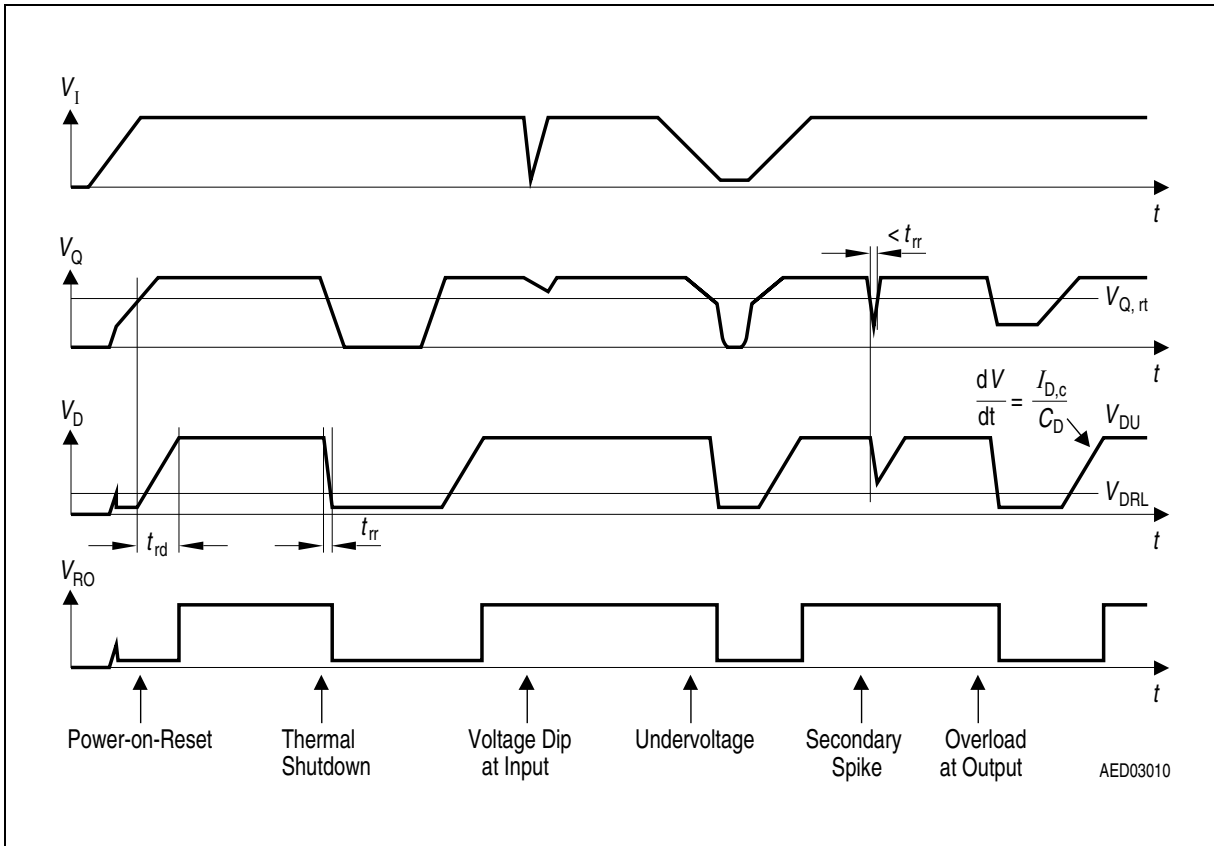 V_I
t
< t_rr
V_Q
V_Q, rt
t
dV/dt = I_D,c/C_D
V_DU
V_D
V_DRL
t_rd
t_rr
t
V_RO
t
Power-on-Reset
Thermal
Shutdown
Voltage Dip
at Input
Undervoltage
Secondary
Spike
Overload
at Output
AED03010